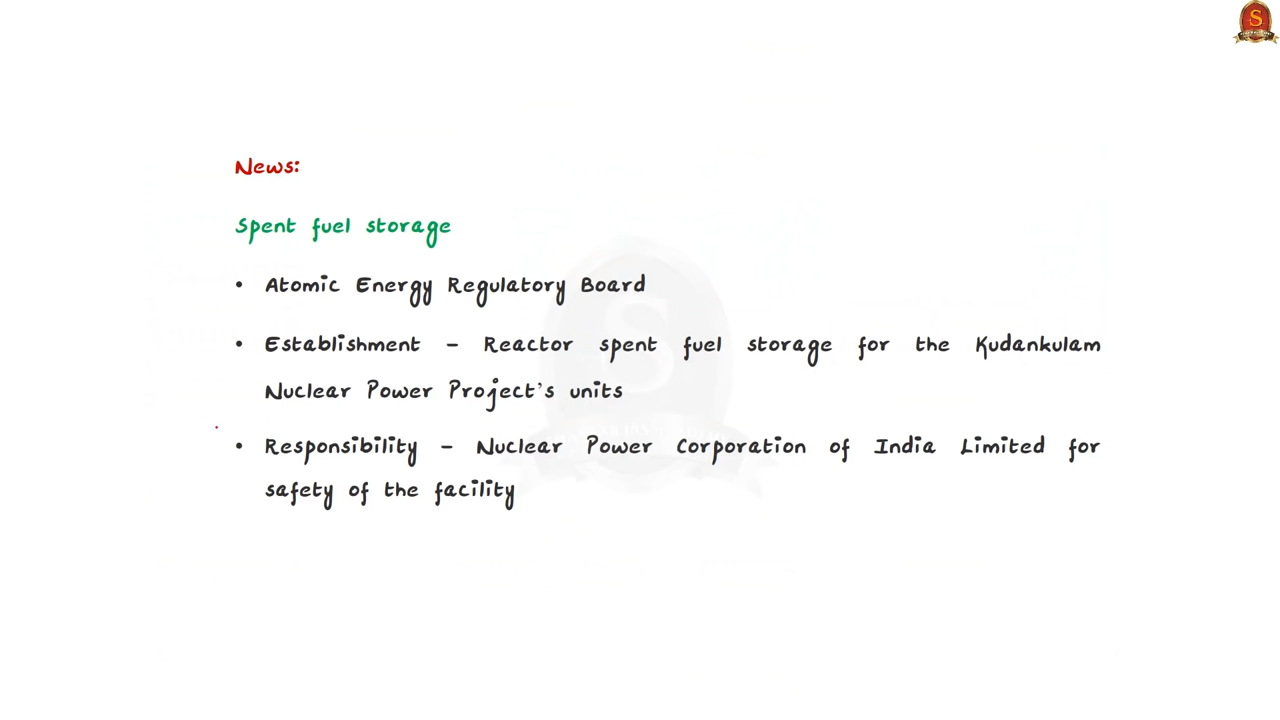 News:
Spent fuel storage
• Atomic Energy Regulatory Board
• Establishment – Reactor spent fuel storage for the Kudankulam
Nuclear Power Project's units
• Responsibility – Nuclear Power Corporation of India Limited for
safety of the facility
S